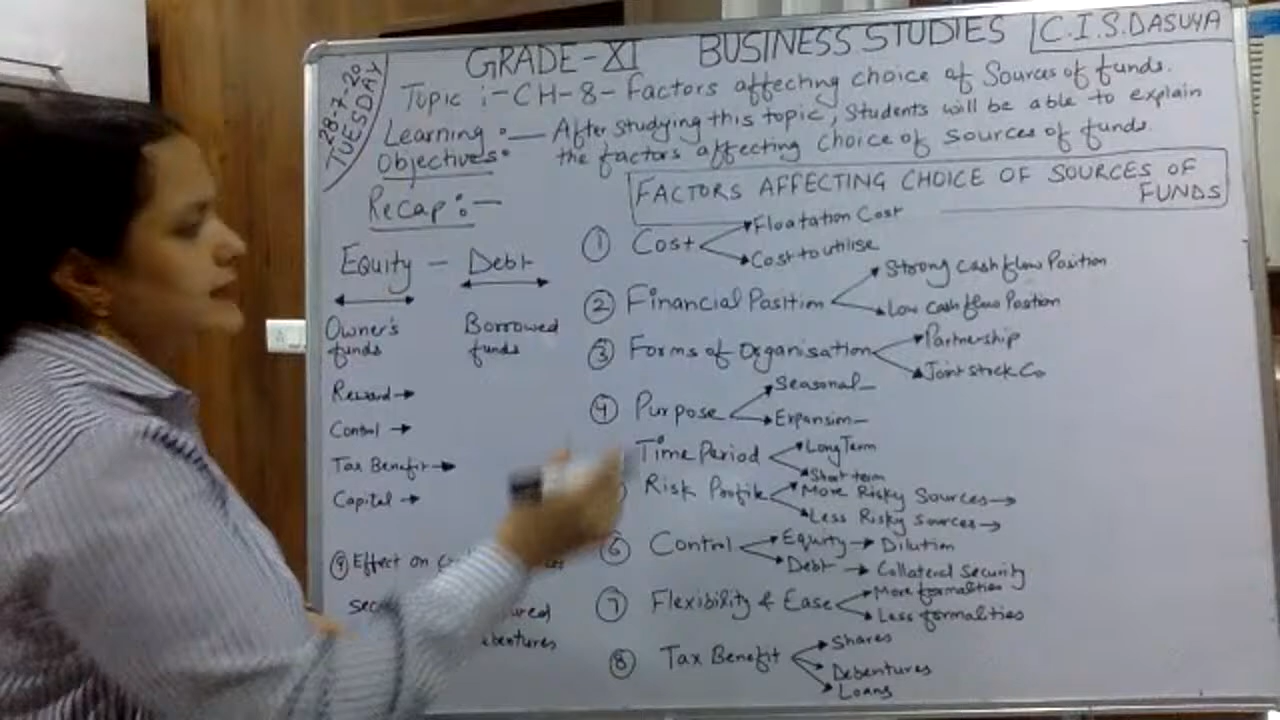 GRADE-XI BUSINESS STUDIES C.I.S.DASUYA
28-7-20
TUESDAY
Topic :- CH-8- Factors affecting choice of Sources of funds.
Learning Objectives :- After studying this topic, Students will be able to explain
the factors affecting choice of sources of funds.
Recap :-
Equity - Debt
Owner's funds
Borrowed funds
Reward →
Control →
Tax Benefit →
Capital →
FACTORS AFFECTING CHOICE OF SOURCES OF
FUNDS
① Cost
Floatation Cost
Cost to utilise
② Financial Position
Strong cash flow Position
Low cash flow Position
③ Forms of Organisation
Partnership
Joint stock Co
④ Purpose
Seasonal
Expansion
Time Period
Long Term
Short term
Risk Profile
More Risky Sources →
Less Risky Sources →
⑥ Control
Equity → Dilution
Debt → Collateral Security
⑦ Flexibility & Ease
More formalities
Less formalities
⑧ Tax Benefit
Shares
Debentures
Loans
⑨ Effect on